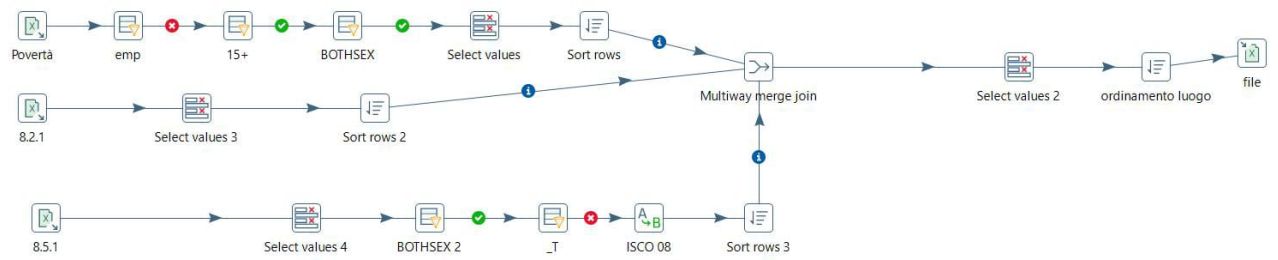 Povertà
emp
15+
BOTHSEX
Select values
Sort rows
Multiway merge join
Select values 2
ordinamento luogo
file
8.2.1
Select values 3
Sort rows 2
8.5.1
Select values 4
BOTHSEX 2
_T
A
B
ISCO 08
Sort rows 3